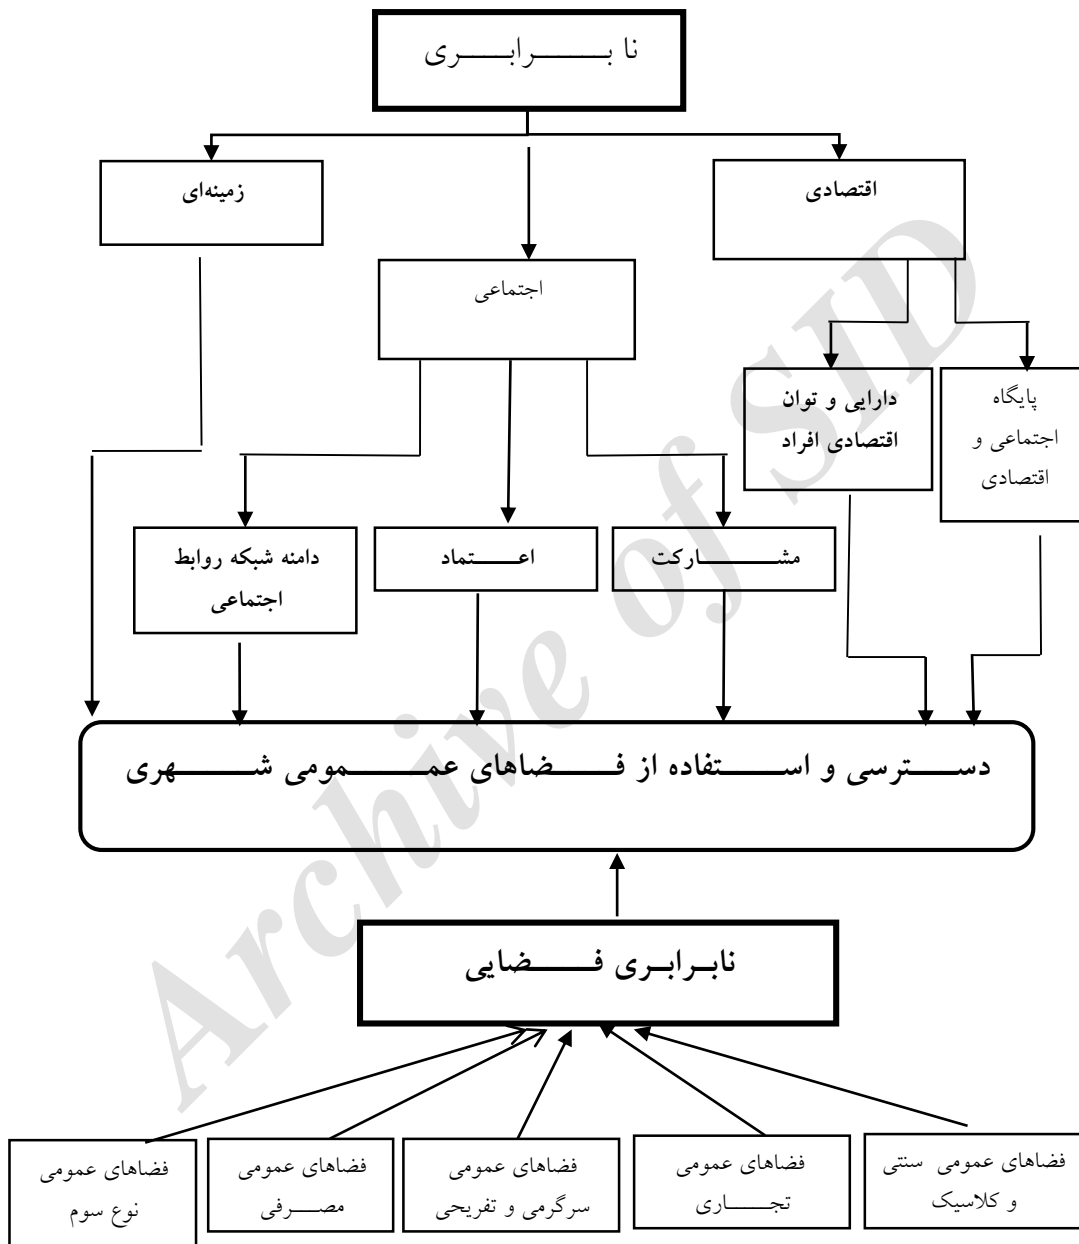 نابرابری
اقتصادی
زمینه‌ای
اجتماعی
پایگاه
اجتماعی و
اقتصادی
دارایی و توان
اقتصادی افراد
مشارکت
اعتماد
دامنه شبکه روابط
اجتماعی
دسترسی و استفاده از فضاهای عمومی شهری
نابرابری فضایی
فضاهای عمومی سنتی
و کلاسیک
فضاهای عمومی
تجاری
فضاهای عمومی
سرگرمی و تفریحی
فضاهای عمومی
مصرفی
فضاهای عمومی
نوع سوم
Archive of SID